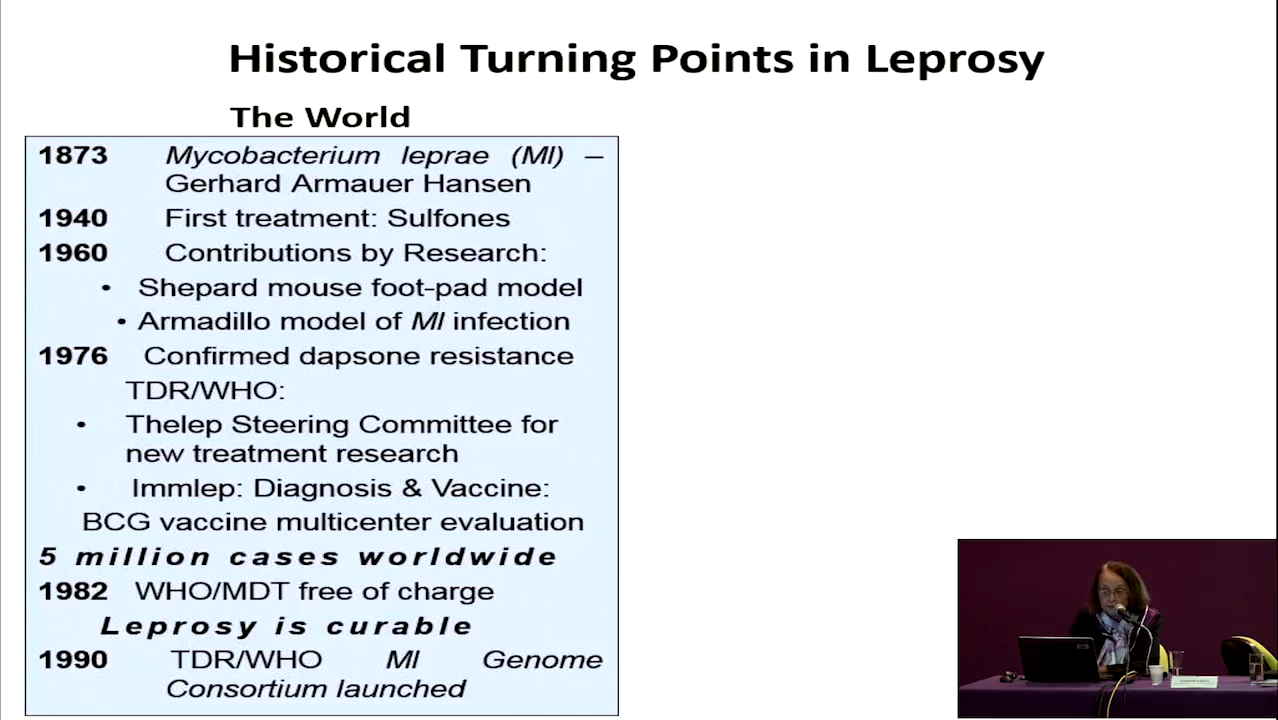 Historical Turning Points in Leprosy
The World
1873 Mycobacterium leprae (Ml) –
Gerhard Armauer Hansen
1940 First treatment: Sulfones
1960 Contributions by Research:
• Shepard mouse foot-pad model
• Armadillo model of Ml infection
1976 Confirmed dapsone resistance
TDR/WHO:
• Thelep Steering Committee for
new treatment research
• Immlep: Diagnosis & Vaccine:
BCG vaccine multicenter evaluation
5 million cases worldwide
1982 WHO/MDT free of charge
Leprosy is curable
1990 TDR/WHO Ml Genome
Consortium launched